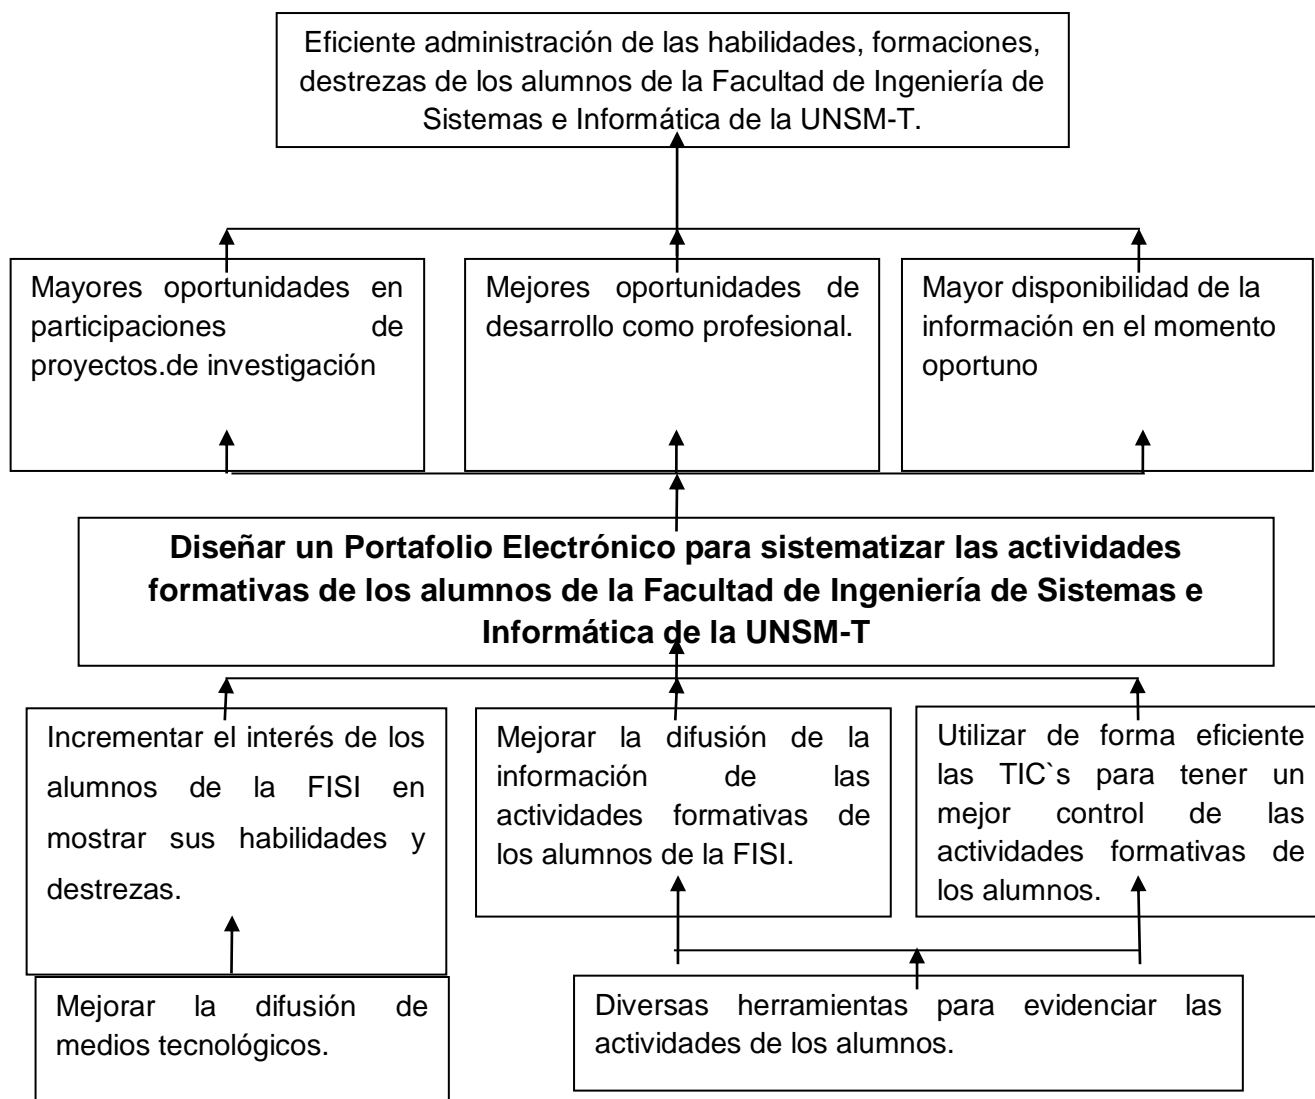 Eficiente administración de las habilidades, formaciones,
destrezas de los alumnos de la Facultad de Ingeniería de
Sistemas e Informática de la UNSM-T.
Mayores oportunidades en
participaciones de
proyectos.de investigación
Mejores oportunidades de
desarrollo como profesional.
Mayor disponibilidad de la
información en el momento
oportuno
Diseñar un Portafolio Electrónico para sistematizar las actividades
formativas de los alumnos de la Facultad de Ingeniería de Sistemas e
Informática de la UNSM-T
Incrementar el interés de los
alumnos de la FISI en
mostrar sus habilidades y
destrezas.
Mejorar la difusión de la
información de las
actividades formativas de
los alumnos de la FISI.
Utilizar de forma eficiente
las TIC`s para tener un
mejor control de las
actividades formativas de
los alumnos.
Mejorar la difusión de
medios tecnológicos.
Diversas herramientas para evidenciar las
actividades de los alumnos.